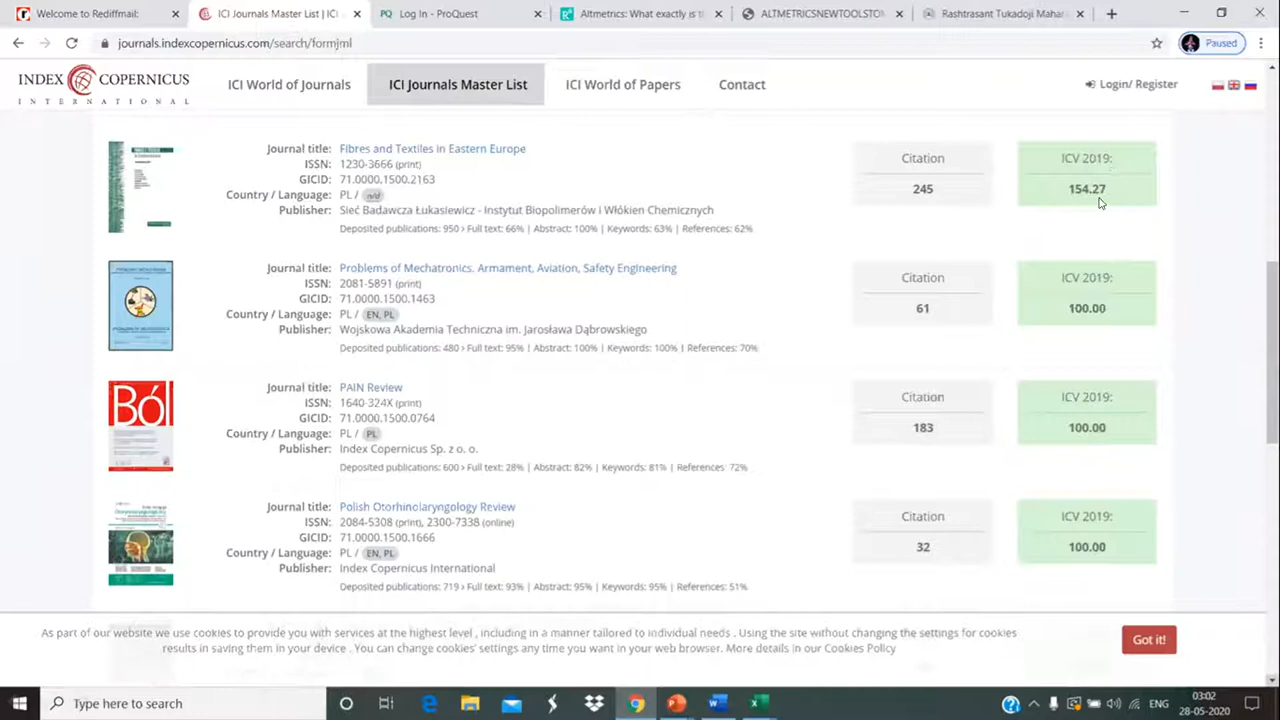 Welcome to Rediffmail:
ICI Journals Master List | ICI
Log In - ProQuest
Altmetrics: What exactly is th
ALTMETRICSNEWTOOLSTO
Rashtrasant Tukadoji Mahar
journals.indexcopernicus.com/search/formjml
Paused
INDEX COPERNICUS
INTERNATIONAL
ICI World of Journals
ICI Journals Master List
ICI World of Papers
Contact
Login/ Register
Journal title: Fibres and Textiles in Eastern Europe
ISSN: 1230-3666 (print)
GICID: 71.0000.1500.2163
Country / Language: PL / n/d
Publisher: Sieć Badawcza Łukasiewicz - Instytut Biopolimerów i Włókien Chemicznych
Deposited publications: 950 › Full text: 66% | Abstract: 100% | Keywords: 63% | References: 62%
Citation
245
ICV 2019:
154.27
Journal title: Problems of Mechatronics. Armament, Aviation, Safety Engineering
ISSN: 2081-5891 (print)
GICID: 71.0000.1500.1463
Country / Language: PL / EN, PL
Publisher: Wojskowa Akademia Techniczna im. Jarosława Dąbrowskiego
Deposited publications: 480 › Full text: 95% | Abstract: 100% | Keywords: 100% | References: 70%
Citation
61
ICV 2019:
100.00
Ból
Journal title: PAIN Review
ISSN: 1640-324X (print)
GICID: 71.0000.1500.0764
Country / Language: PL / PL
Publisher: Index Copernicus Sp. z o. o.
Deposited publications: 600 › Full text: 28% | Abstract: 82% | Keywords: 81% | References: 72%
Citation
183
ICV 2019:
100.00
Journal title: Polish Otorhinolaryngology Review
ISSN: 2084-5308 (print), 2300-7338 (online)
GICID: 71.0000.1500.1666
Country / Language: PL / EN, PL
Publisher: Index Copernicus International
Deposited publications: 719 › Full text: 93% | Abstract: 95% | Keywords: 95% | References: 51%
Citation
32
ICV 2019:
100.00
As part of our website we use cookies to provide you with services at the highest level , including in a manner tailored to individual needs . Using the site without changing the settings for cookies
results in saving them in your device . You can change cookies' settings any time you want in your web browser. More details in our Cookies Policy
Got it!
Type here to search
ENG
03:02
28-05-2020